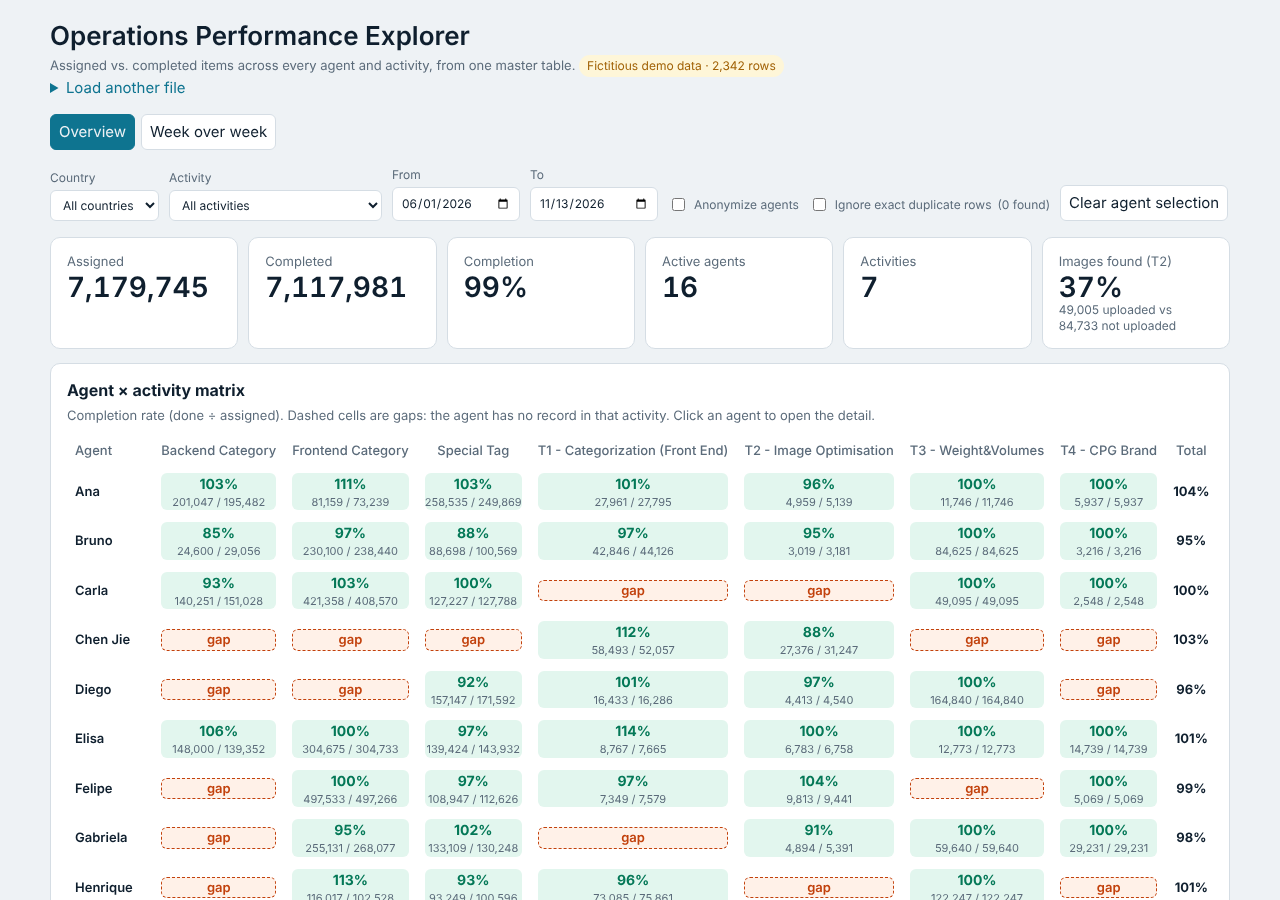 Operations Performance Explorer
Assigned vs. completed items across every agent and activity, from one master table. Fictitious demo data · 2,342 rows
▶ Load another file
Overview Week over week
Country Activity From To
All countries All activities 06/01/2026 11/13/2026 Anonymize agents Ignore exact duplicate rows (0 found) Clear agent selection
Assigned Completed Completion Active agents Activities Images found (T2)
7,179,745 7,117,981 99% 16 7 37%
49,005 uploaded vs
84,733 not uploaded
Agent × activity matrix
Completion rate (done ÷ assigned). Dashed cells are gaps: the agent has no record in that activity. Click an agent to open the detail.
Agent Backend Category Frontend Category Special Tag T1 - Categorization (Front End) T2 - Image Optimisation T3 - Weight&Volumes T4 - CPG Brand Total
103% 111% 103% 101% 96% 100% 100%
Ana 104%
201,047 / 195,482 81,159 / 73,239 258,535 / 249,869 27,961 / 27,795 4,959 / 5,139 11,746 / 11,746 5,937 / 5,937
85% 97% 88% 97% 95% 100% 100%
Bruno 95%
24,600 / 29,056 230,100 / 238,440 88,698 / 100,569 42,846 / 44,126 3,019 / 3,181 84,625 / 84,625 3,216 / 3,216
93% 103% 100% 100% 100%
Carla gap gap 100%
140,251 / 151,028 421,358 / 408,570 127,227 / 127,788 49,095 / 49,095 2,548 / 2,548
112% 88%
Chen Jie gap gap gap gap gap 103%
58,493 / 52,057 27,376 / 31,247
92% 101% 97% 100%
Diego gap gap gap 96%
157,147 / 171,592 16,433 / 16,286 4,413 / 4,540 164,840 / 164,840
106% 100% 97% 114% 100% 100% 100%
Elisa 101%
148,000 / 139,352 304,675 / 304,733 139,424 / 143,932 8,767 / 7,665 6,783 / 6,758 12,773 / 12,773 14,739 / 14,739
100% 97% 97% 104% 100%
Felipe gap gap 99%
497,533 / 497,266 108,947 / 112,626 7,349 / 7,579 9,813 / 9,441 5,069 / 5,069
95% 102% 91% 100% 100%
Gabriela gap gap 98%
255,131 / 268,077 133,109 / 130,248 4,894 / 5,391 59,640 / 59,640 29,231 / 29,231
113% 93% 96% 100%
Henrique gap gap gap 101%
116,017 / 102,528 93,249 / 100,596 73,085 / 75,861 122,247 / 122,247